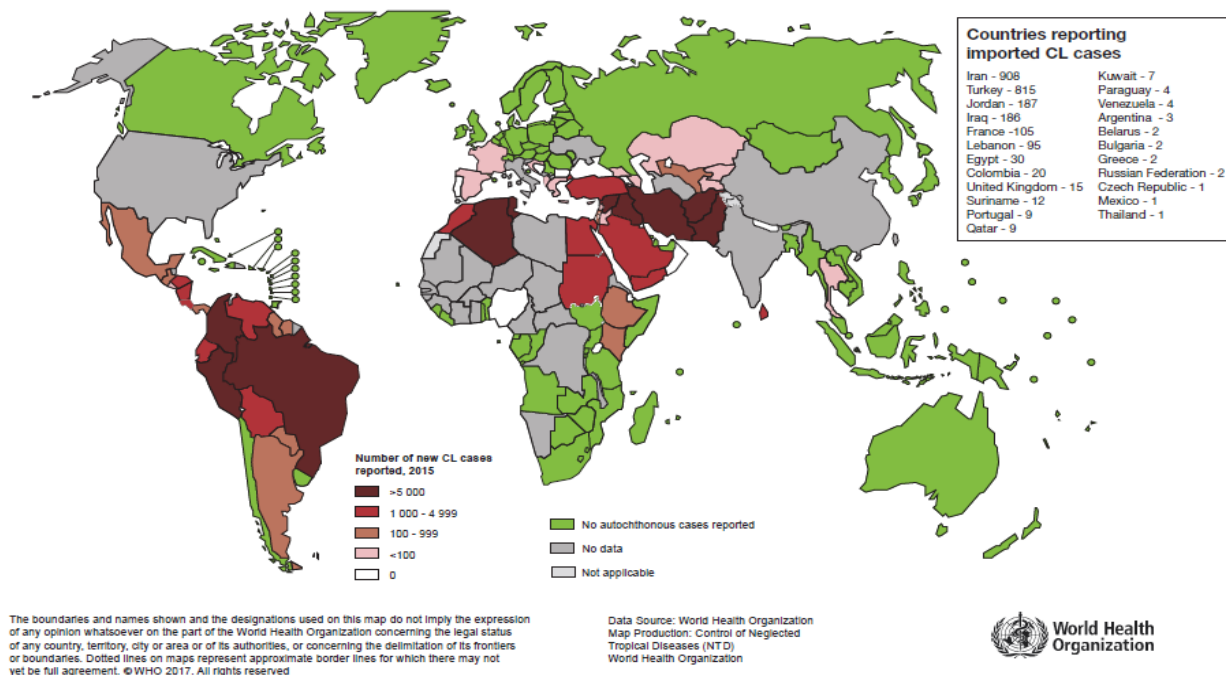 Countries reporting
imported CL cases
Iran - 908
Turkey - 815
Jordan - 187
Iraq - 186
France -105
Lebanon - 95
Egypt - 30
Colombia - 20
United Kingdom - 15
Suriname - 12
Portugal - 9
Qatar - 9
Kuwait - 7
Paraguay - 4
Venezuela - 4
Argentina - 3
Belarus - 2
Bulgaria - 2
Greece - 2
Russian Federation - 2
Czech Republic - 1
Mexico - 1
Thailand - 1
Number of new CL cases
reported, 2015
>5 000
1 000 - 4 999
100 - 999
<100
0
No autochthonous cases reported
No data
Not applicable
The boundaries and names shown and the designations used on this map do not imply the expression
of any opinion whatsoever on the part of the World Health Organization concerning the legal status
of any country, territory, city or area or of its authorities, or concerning the delimitation of its frontiers
or boundaries. Dotted lines on maps represent approximate border lines for which there may not
yet be full agreement. © WHO 2017. All rights reserved
Data Source: World Health Organization
Map Production: Control of Neglected
Tropical Diseases (NTD)
World Health Organization
World Health
Organization